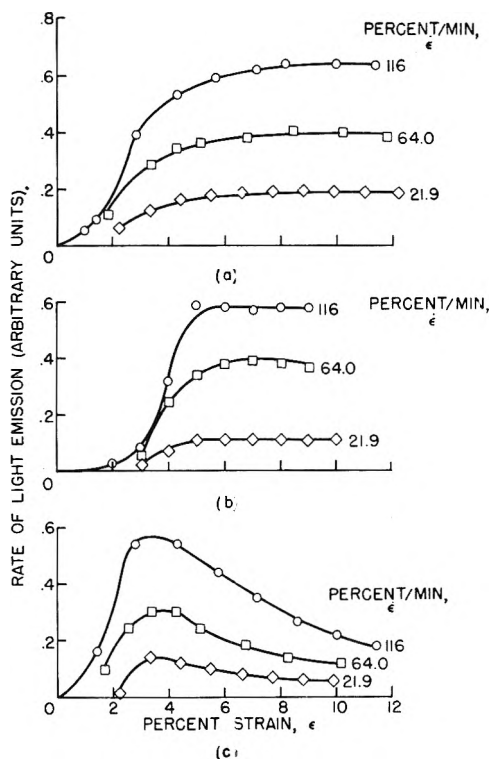 RATE OF LIGHT EMISSION (ARBITRARY UNITS),
.8
.6
.4
.2
0
PERCENT/MIN,
ε̇
116
64.0
21.9
(a)
.6
.4
.2
0
PERCENT/MIN,
ε̇
116
64.0
21.9
(b)
.6
.4
.2
0
PERCENT/MIN,
ε̇
116
64.0
21.9
2 4 6 8 10 12
PERCENT STRAIN, ε
(c)